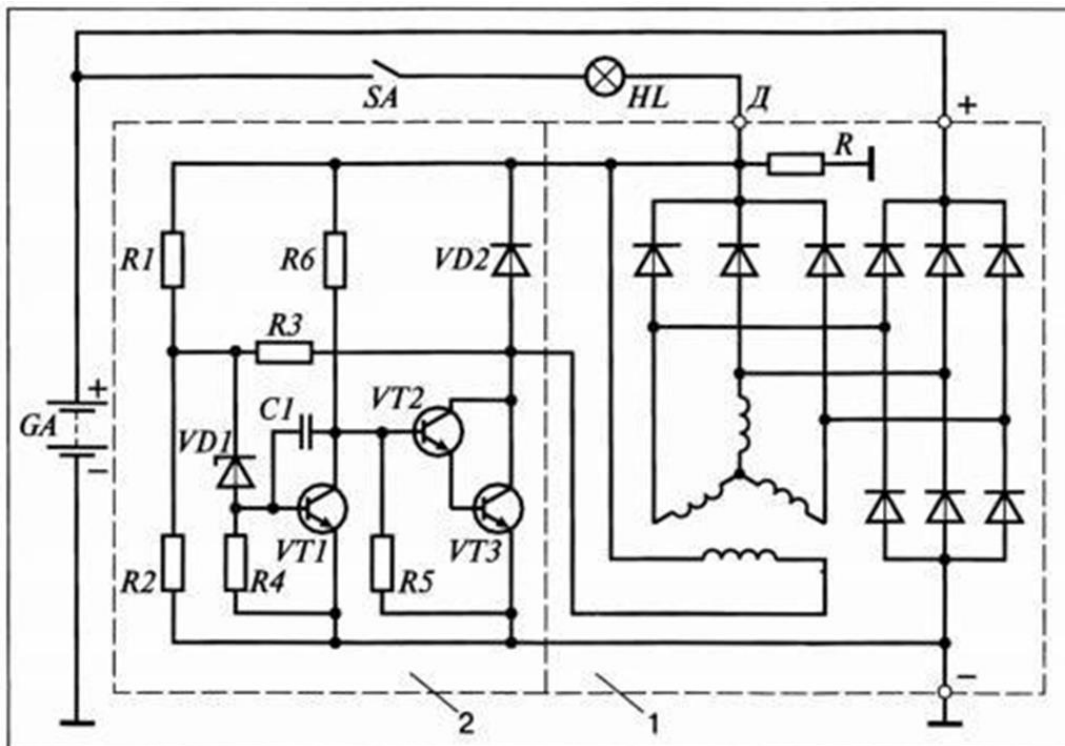 SA
HL
Д
+
R
R1
R6
VD2
R3
+
GA
−
C1
VT2
VD1
VT1
VT3
R2
R4
R5
−
2
1